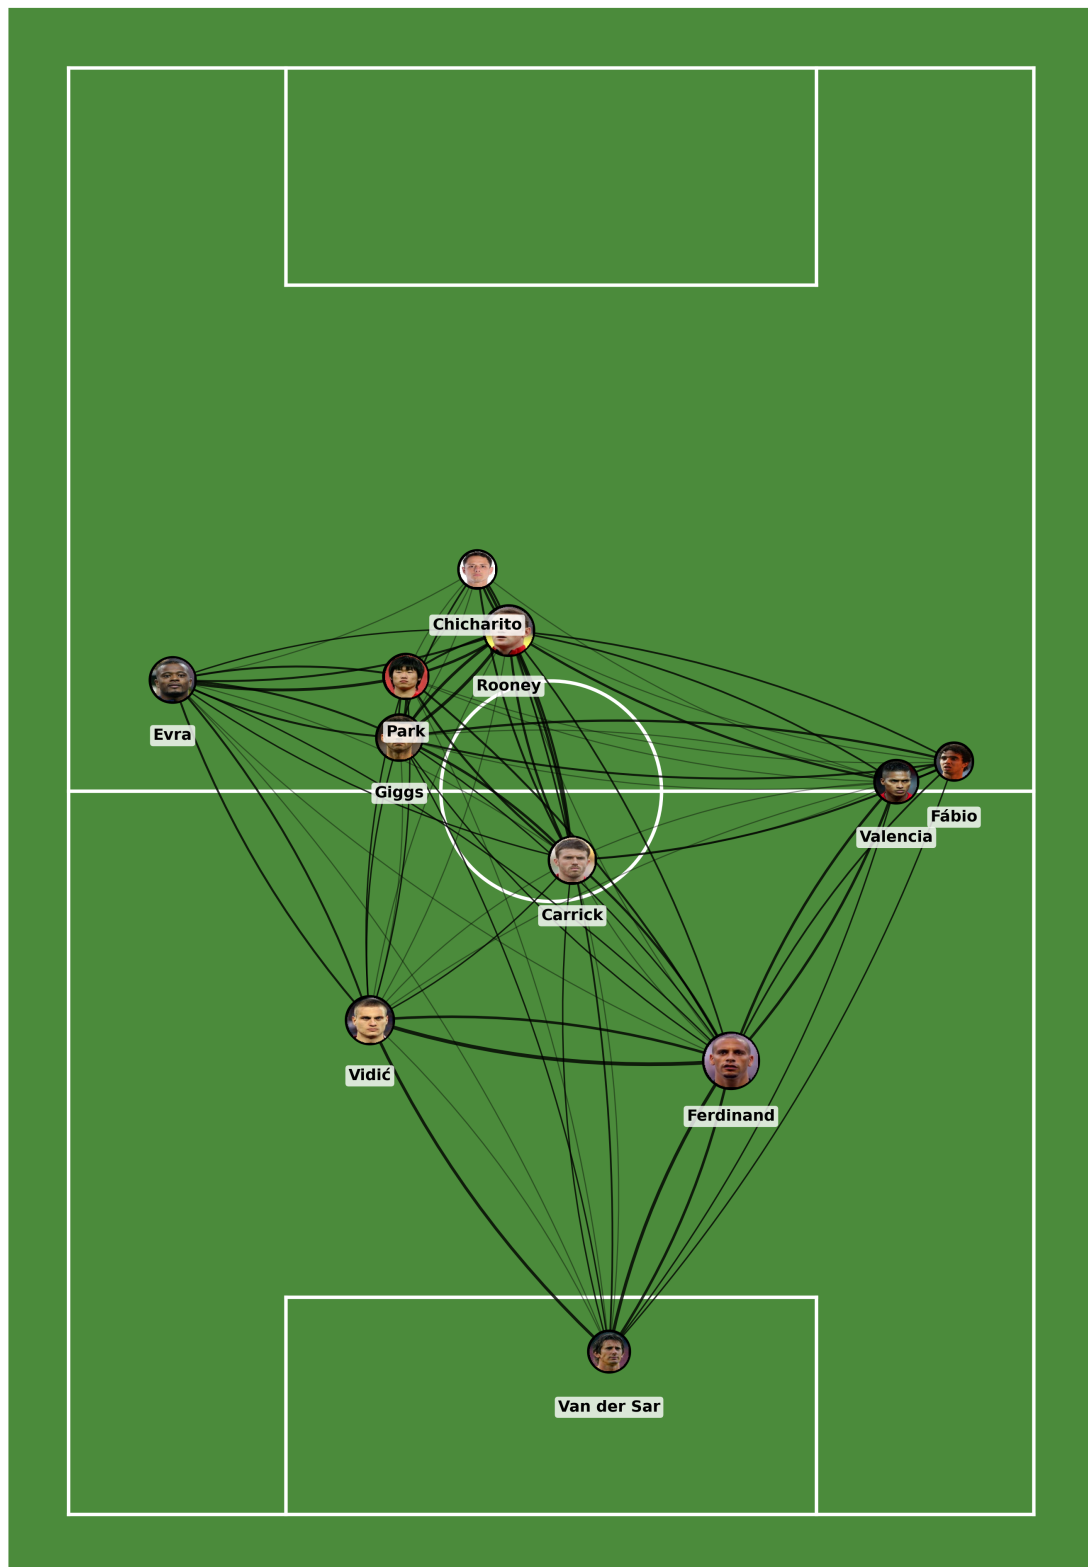 Chicharito
Rooney
Evra
Park
Giggs
Fábio
Valencia
Carrick
Vidić
Ferdinand
Van der Sar